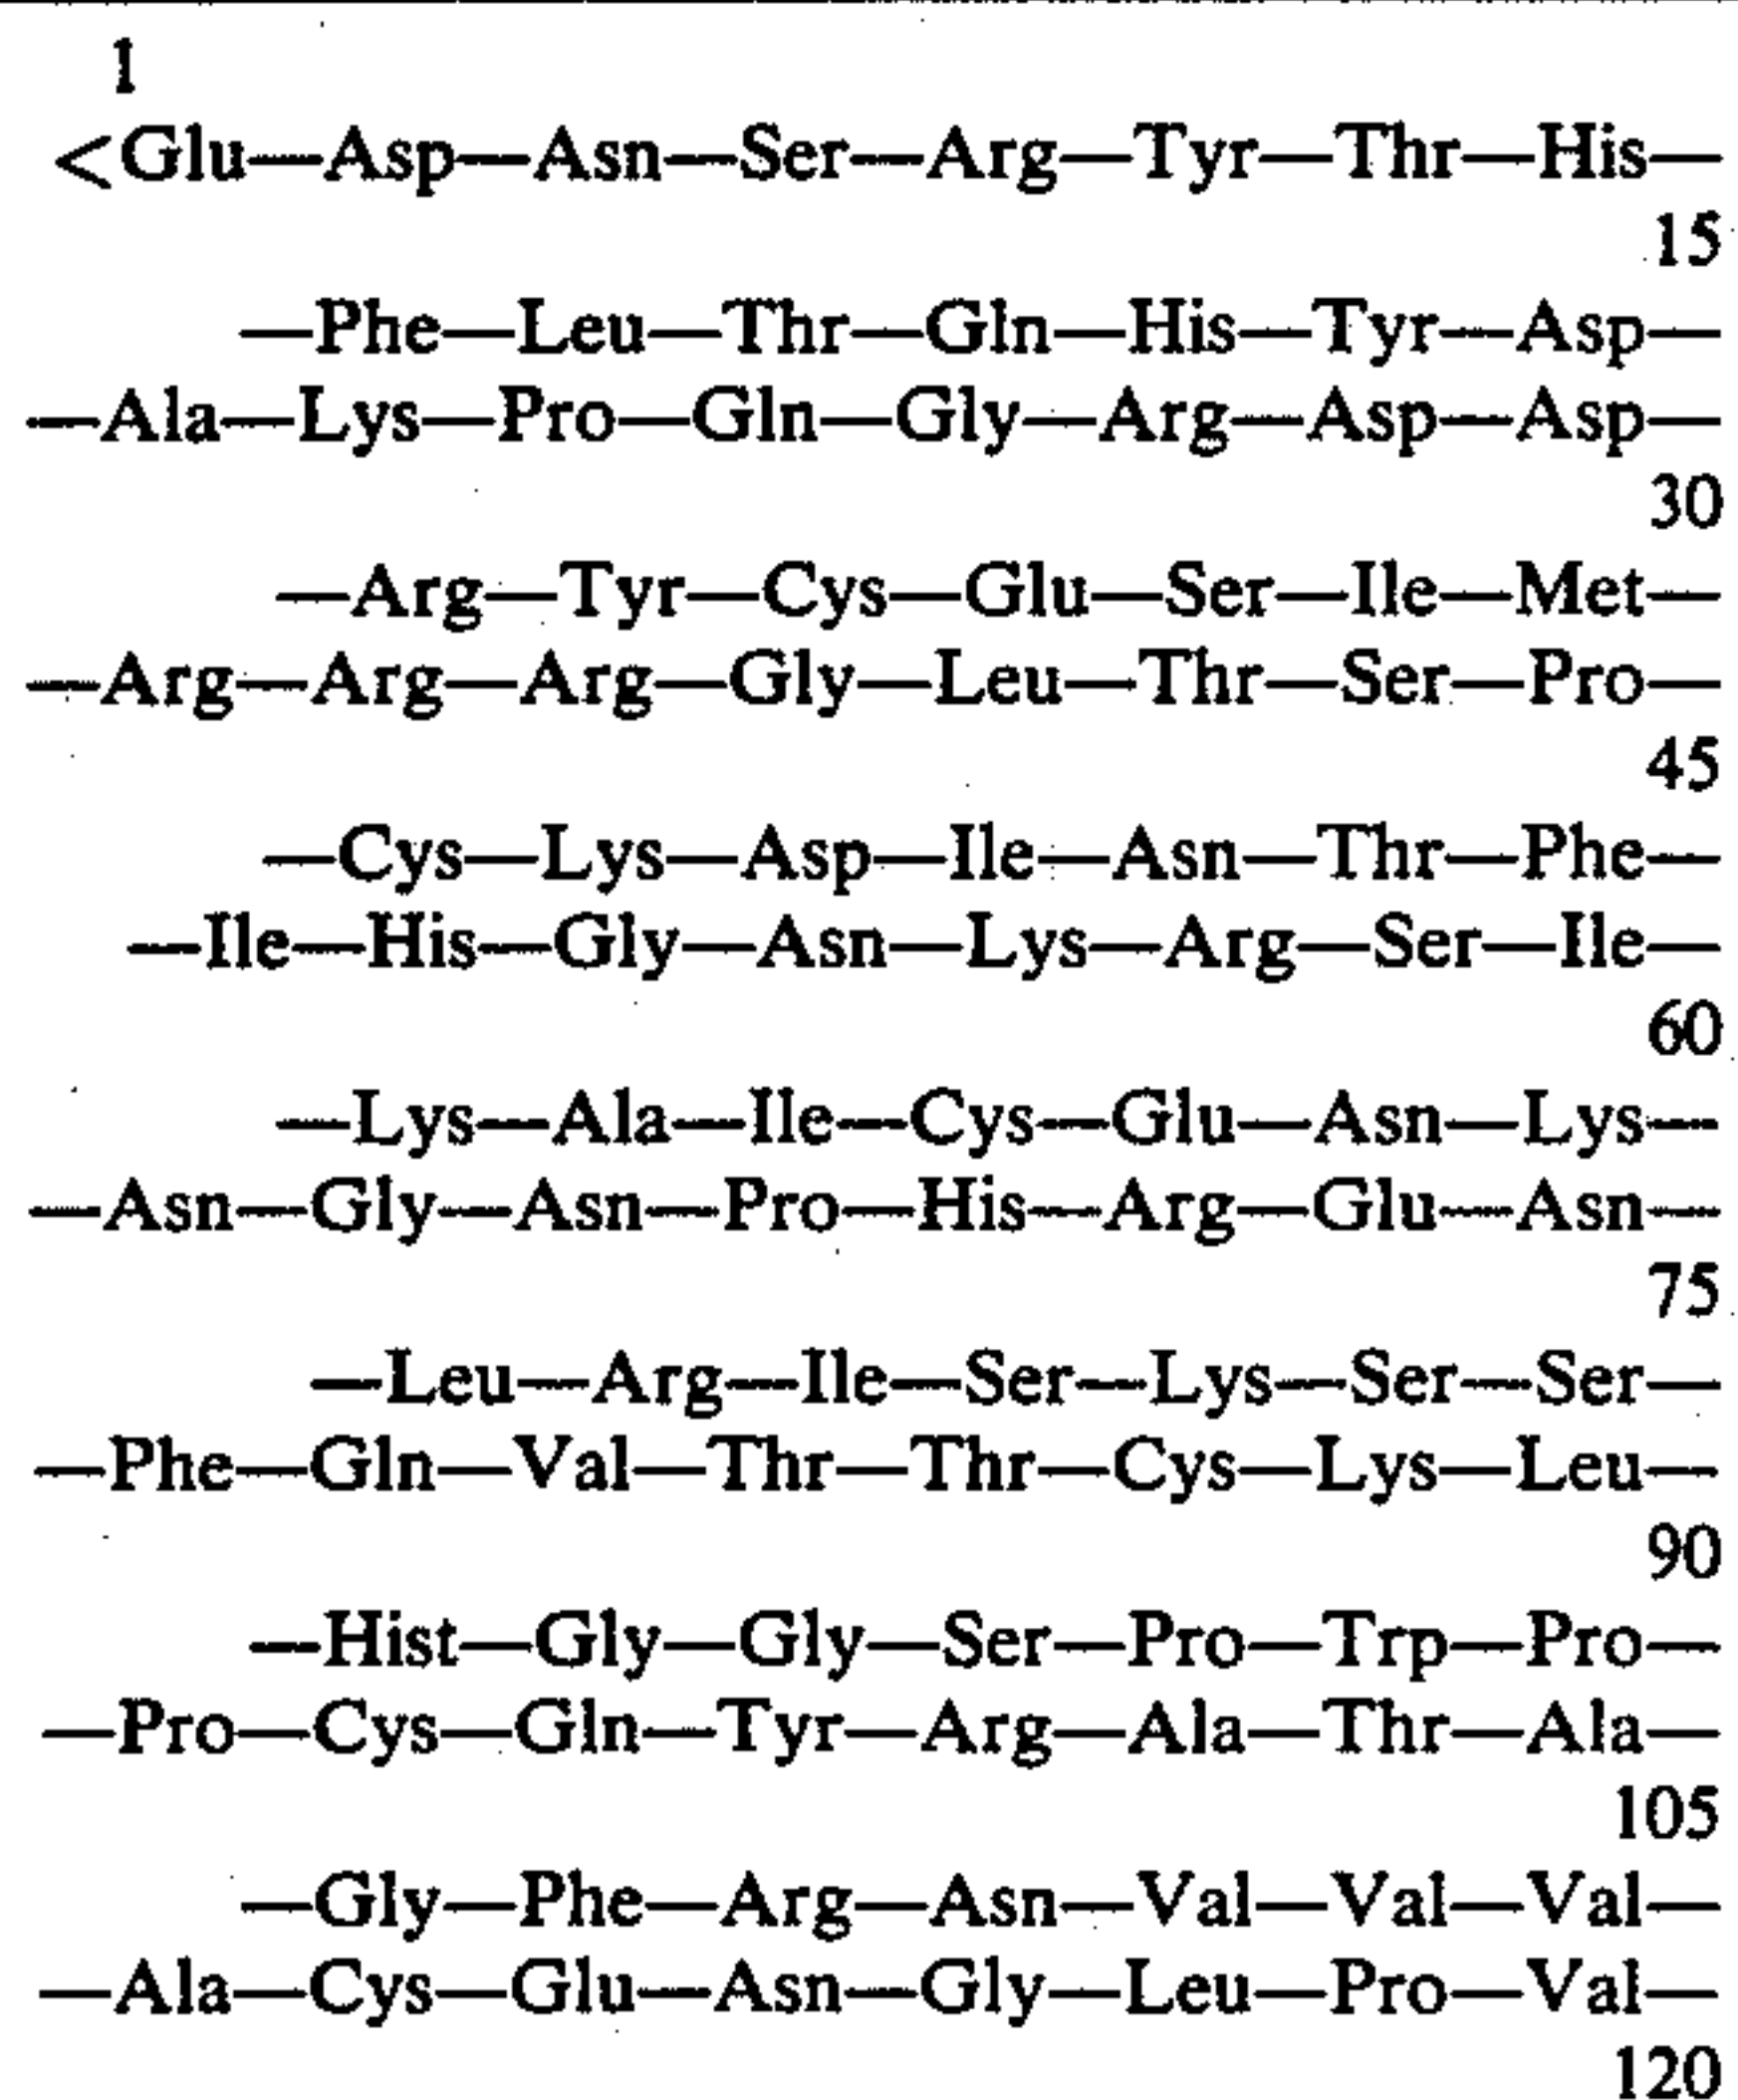 1
<Glu—Asp—Asn—Ser—Arg—Tyr—Thr—His—
15
—Phe—Leu—Thr—Gln—His—Tyr—Asp—
—Ala—Lys—Pro—Gln—Gly—Arg—Asp—Asp—
30
—Arg—Tyr—Cys—Glu—Ser—Ile—Met—
—Arg—Arg—Arg—Gly—Leu—Thr—Ser—Pro—
45
—Cys—Lys—Asp—Ile—Asn—Thr—Phe—
—Ile—His—Gly—Asn—Lys—Arg—Ser—Ile—
60
—Lys—Ala—Ile—Cys—Glu—Asn—Lys—
—Asn—Gly—Asn—Pro—His—Arg—Glu—Asn—
75
—Leu—Arg—Ile—Ser—Lys—Ser—Ser—
—Phe—Gln—Val—Thr—Thr—Cys—Lys—Leu—
90
—Hist—Gly—Gly—Ser—Pro—Trp—Pro—
—Pro—Cys—Gln—Tyr—Arg—Ala—Thr—Ala—
105
—Gly—Phe—Arg—Asn—Val—Val—Val—
—Ala—Cys—Glu—Asn—Gly—Leu—Pro—Val—
120